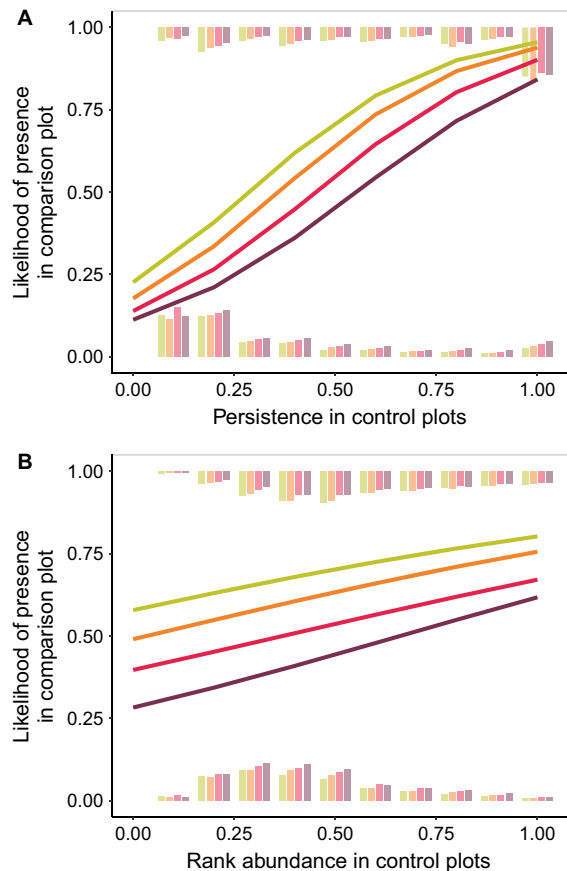 A
1.00
0.75
0.50
0.25
0.00
Likelihood of presence
in comparison plot
0.00 0.25 0.50 0.75 1.00
Persistence in control plots
B
1.00
0.75
0.50
0.25
0.00
Likelihood of presence
in comparison plot
0.00 0.25 0.50 0.75 1.00
Rank abundance in control plots